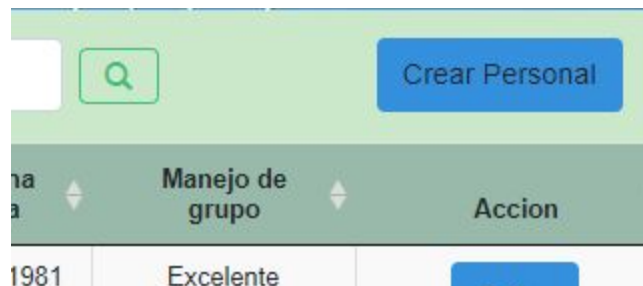 Crear Personal
Manejo de
grupo
Accion
1981
Excelente